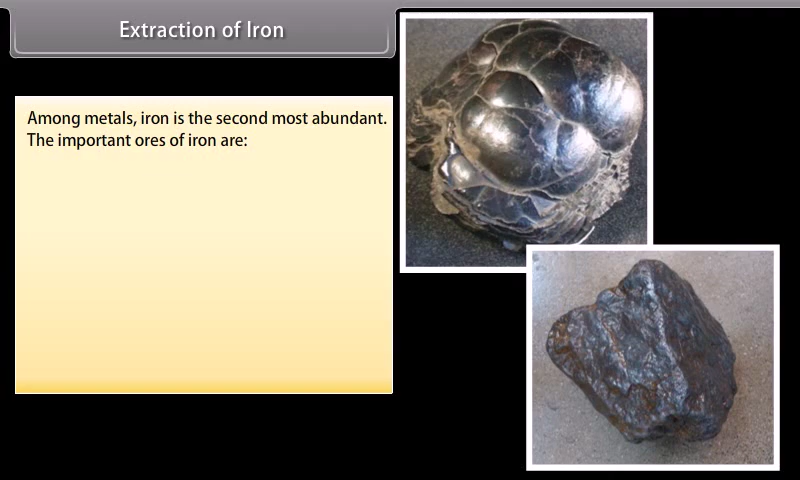 Extraction of Iron
Among metals, iron is the second most abundant.
The important ores of iron are: